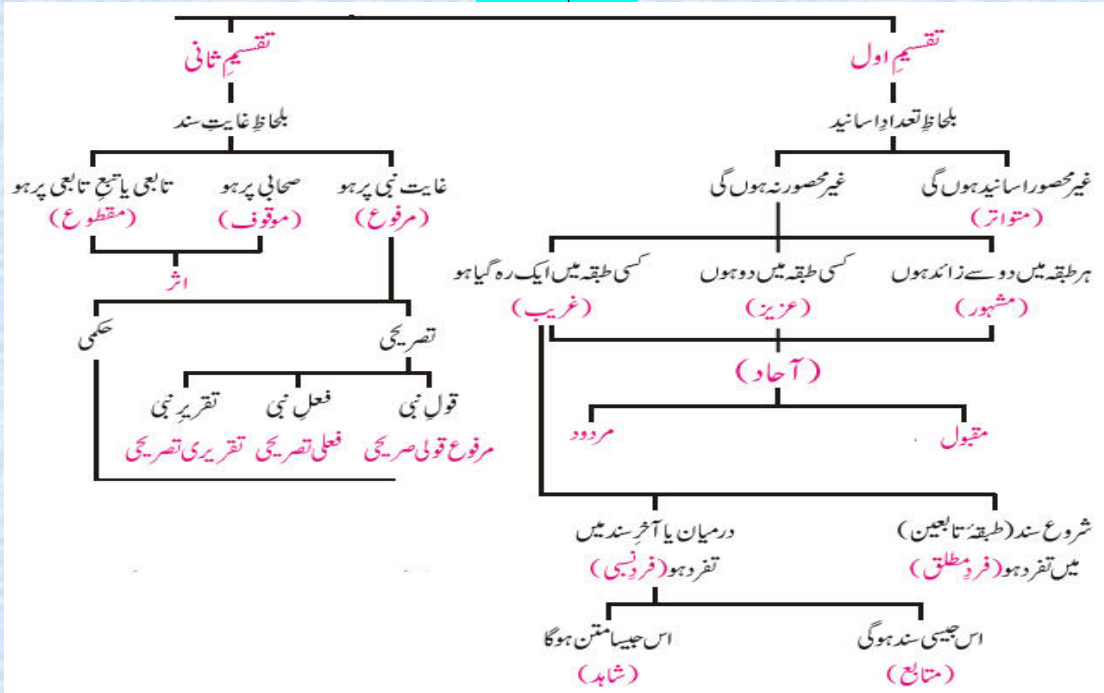 تقسیمِ اول
تقسیمِ ثانی
بلحاظِ تعدادِ اسانید
بلحاظِ غایتِ سند
غیر محصور اسانید ہوں گی
(متواتر)
غیر محصور نہ ہوں گی
غایت نبی پر ہو
(مرفوع)
صحابی پر ہو
(موقوف)
تابعی یا تبعِ تابعی پر ہو
(مقطوع)
اثر
ہر طبقہ میں دو سے زائد ہوں
(مشہور)
کسی طبقہ میں دو ہوں
(عزیز)
کسی طبقہ میں ایک رہ گیا ہو
(غریب)
(آحاد)
مقبول
مردود
تصریحی
حکمی
قولِ نبی
فعلِ نبی
تقریرِ نبی
مرفوع قولی صریحی
فعلی تصریحی
تقریری تصریحی
شروع سند (طبقۂ تابعین)
میں تفرد ہو (فردِ مطلق)
درمیان یا آخرِ سند میں
تفرد ہو (فردِ نسبی)
اس جیسی سند ہوگی
(متابع)
اس جیسا متن ہوگا
(شاہد)